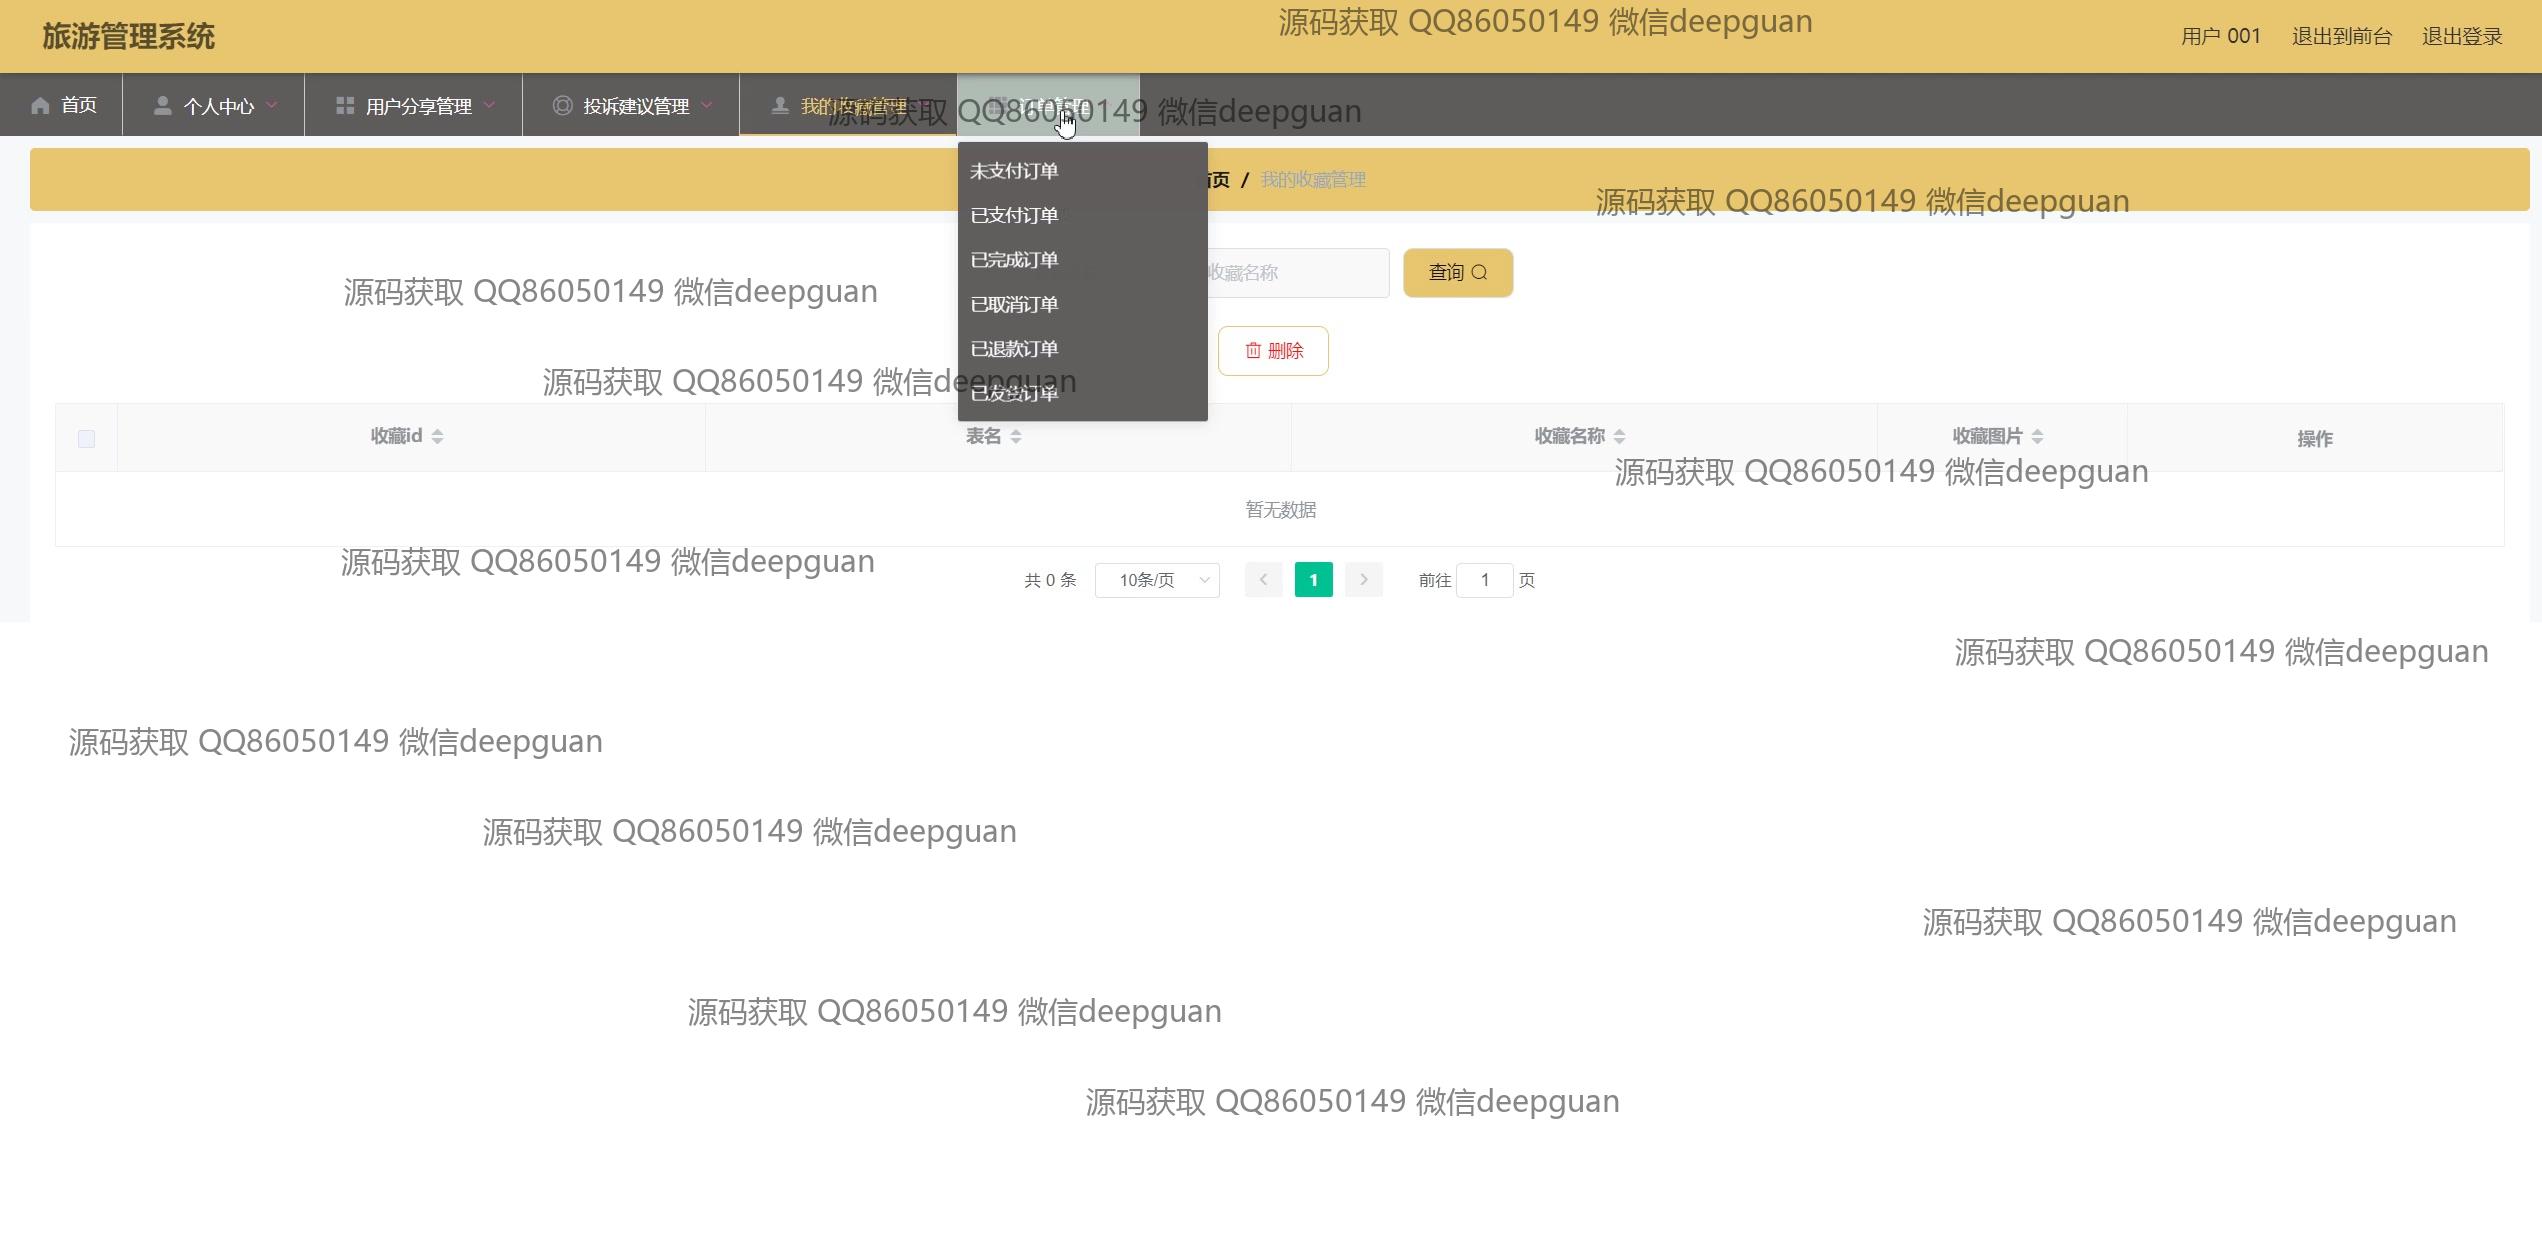 旅游管理系统
源码获取 QQ86050149 微信deepguan
用户 001
退出到前台
退出登录
首页
个人中心
用户分享管理
投诉建议管理
我的收藏管理
订单管理
源码获取 QQ86050149 微信deepguan
未支付订单
已支付订单
已完成订单
已取消订单
已退款订单
已发货订单
首页 / 我的收藏管理
源码获取 QQ86050149 微信deepguan
收藏名称
查询
源码获取 QQ86050149 微信deepguan
删除
源码获取 QQ86050149 微信deepguan
收藏id
表名
收藏名称
收藏图片
操作
源码获取 QQ86050149 微信deepguan
暂无数据
源码获取 QQ86050149 微信deepguan
共 0 条
10条/页
1
前往 1 页
源码获取 QQ86050149 微信deepguan
源码获取 QQ86050149 微信deepguan
源码获取 QQ86050149 微信deepguan
源码获取 QQ86050149 微信deepguan
源码获取 QQ86050149 微信deepguan
源码获取 QQ86050149 微信deepguan